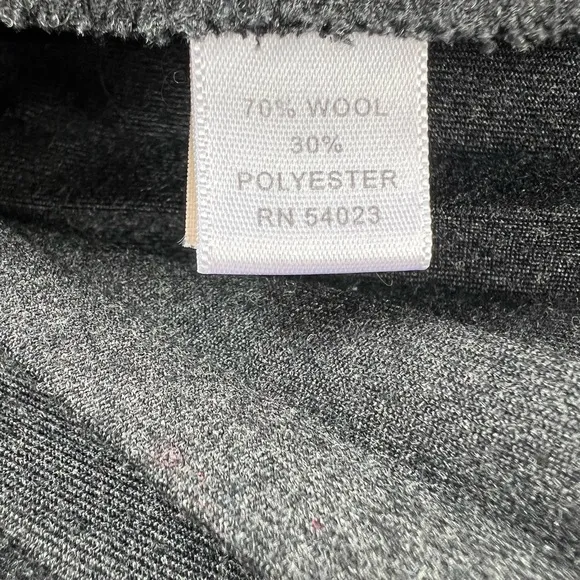 70% WOOL
30%
POLYESTER
RN 54023